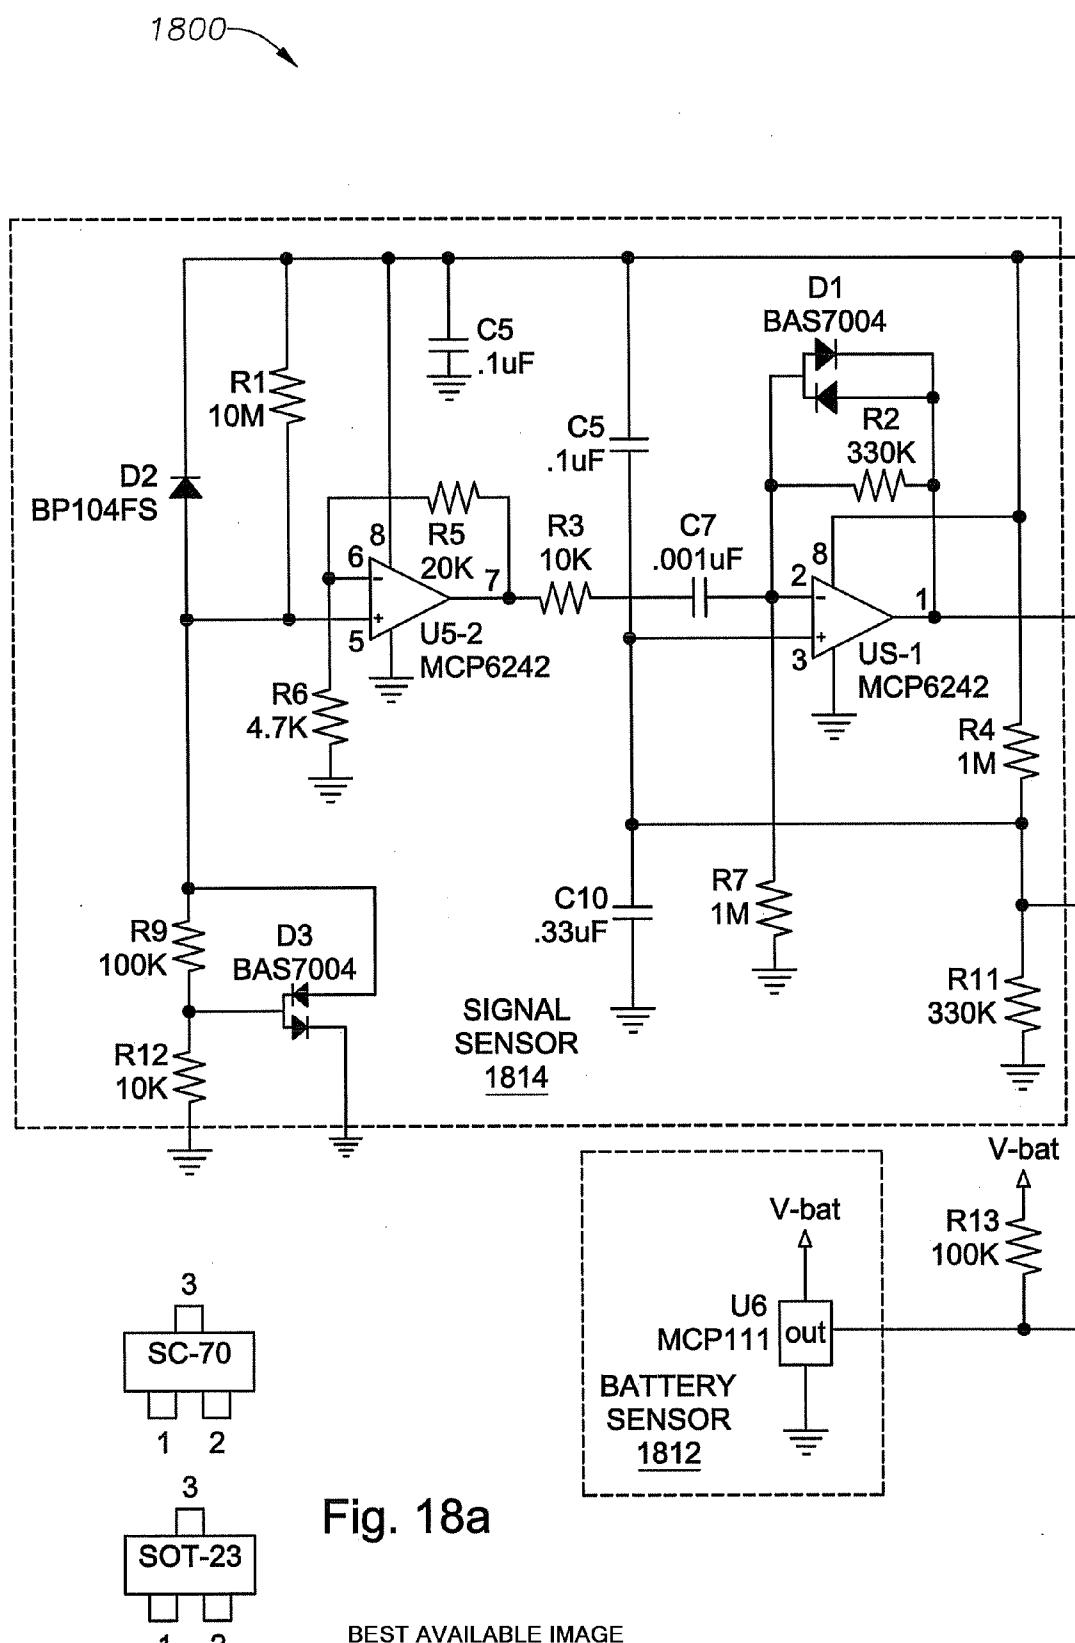 1800
D1
BAS7004
C5
.1uF
R1
10M
R2
330K
C5
.1uF
D2
BP104FS
R5
20K
8
6
5
7
R3
10K
C7
.001uF
8
2
3
1
U5-2
MCP6242
US-1
MCP6242
R6
4.7K
R4
1M
R7
1M
C10
.33uF
R9
100K
D3
BAS7004
R11
330K
SIGNAL
SENSOR
1814
R12
10K
V-bat
V-bat
R13
100K
U6
MCP111
out
BATTERY
SENSOR
1812
3
SC-70
1 2
3
SOT-23
1 2
Fig. 18a
BEST AVAILABLE IMAGE